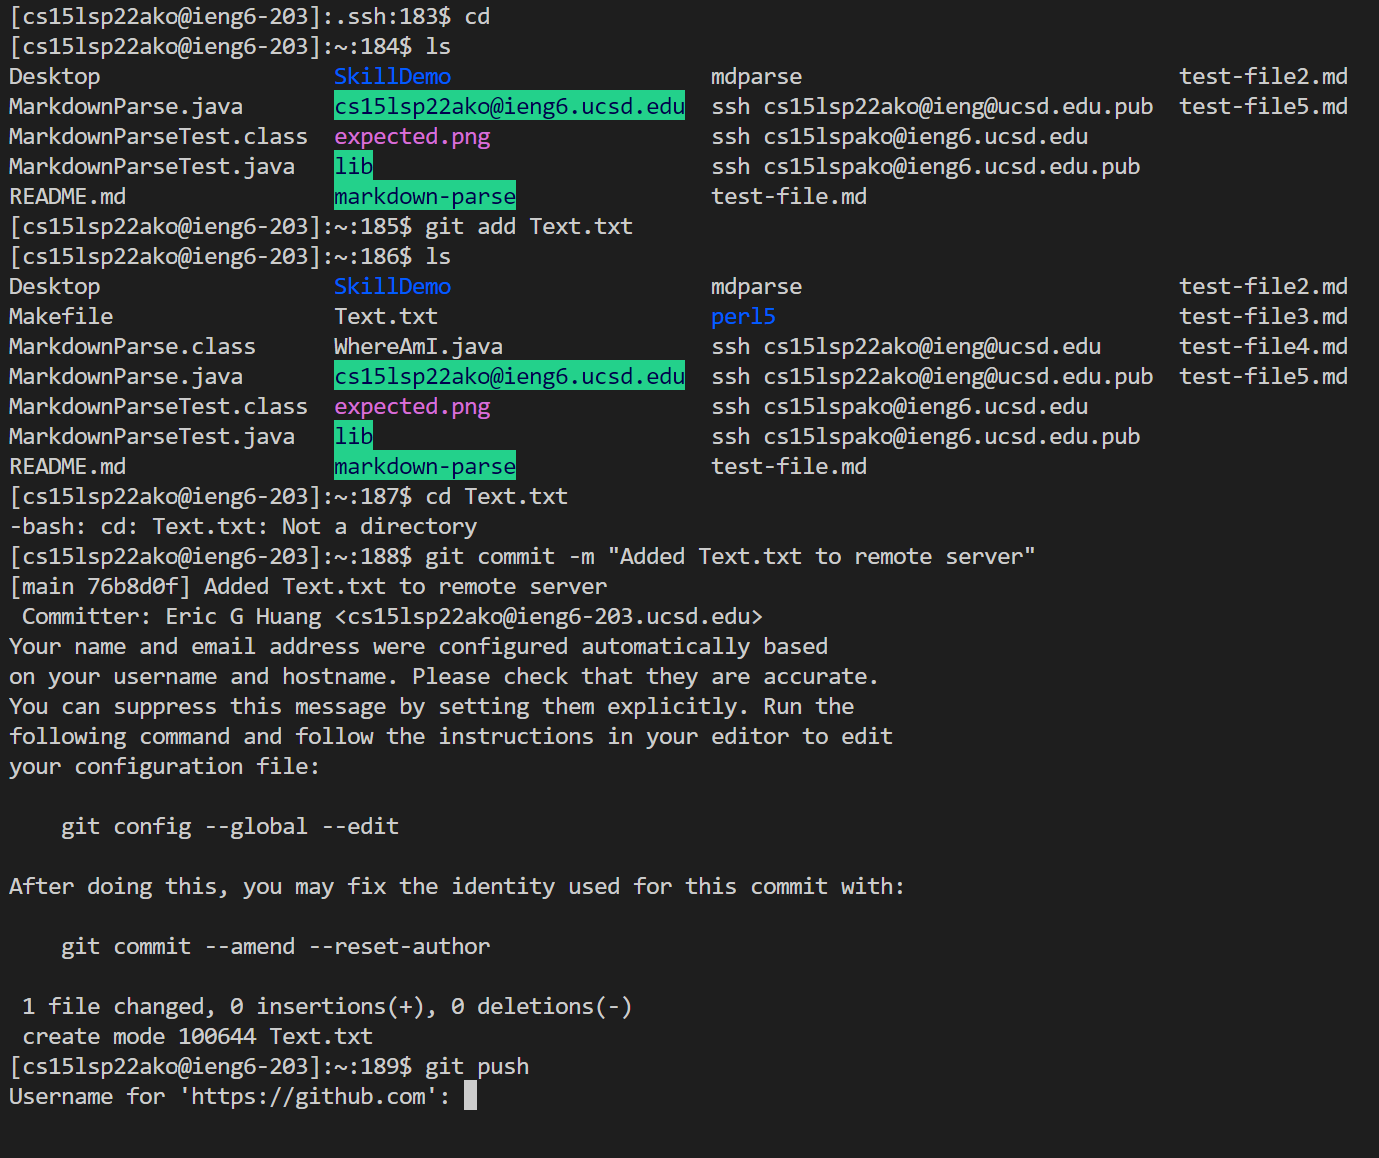 [cs15lsp22ako@ieng6-203]:.ssh:183$ cd
[cs15lsp22ako@ieng6-203]:~:184$ ls
Desktop SkillDemo mdparse test-file2.md
MarkdownParse.java cs15lsp22ako@ieng6.ucsd.edu ssh cs15lsp22ako@ieng@ucsd.edu.pub test-file5.md
MarkdownParseTest.class expected.png ssh cs15lspako@ieng6.ucsd.edu
MarkdownParseTest.java lib ssh cs15lspako@ieng6.ucsd.edu.pub
README.md markdown-parse test-file.md
[cs15lsp22ako@ieng6-203]:~:185$ git add Text.txt
[cs15lsp22ako@ieng6-203]:~:186$ ls
Desktop SkillDemo mdparse test-file2.md
Makefile Text.txt perl5 test-file3.md
MarkdownParse.class WhereAmI.java ssh cs15lsp22ako@ieng@ucsd.edu test-file4.md
MarkdownParse.java cs15lsp22ako@ieng6.ucsd.edu ssh cs15lsp22ako@ieng@ucsd.edu.pub test-file5.md
MarkdownParseTest.class expected.png ssh cs15lspako@ieng6.ucsd.edu
MarkdownParseTest.java lib ssh cs15lspako@ieng6.ucsd.edu.pub
README.md markdown-parse test-file.md
[cs15lsp22ako@ieng6-203]:~:187$ cd Text.txt
-bash: cd: Text.txt: Not a directory
[cs15lsp22ako@ieng6-203]:~:188$ git commit -m "Added Text.txt to remote server"
[main 76b8d0f] Added Text.txt to remote server
Committer: Eric G Huang <cs15lsp22ako@ieng6-203.ucsd.edu>
Your name and email address were configured automatically based
on your username and hostname. Please check that they are accurate.
You can suppress this message by setting them explicitly. Run the
following command and follow the instructions in your editor to edit
your configuration file:
git config --global --edit
After doing this, you may fix the identity used for this commit with:
git commit --amend --reset-author
1 file changed, 0 insertions(+), 0 deletions(-)
create mode 100644 Text.txt
[cs15lsp22ako@ieng6-203]:~:189$ git push
Username for 'https://github.com':